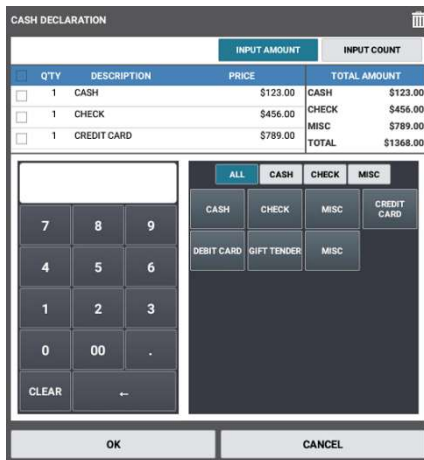 CASH DECLARATION
INPUT AMOUNT INPUT COUNT
Q'TY DESCRIPTION PRICE TOTAL AMOUNT
1 CASH $123.00
1 CHECK $456.00
1 CREDIT CARD $789.00
CASH $123.00
CHECK $456.00
MISC $789.00
TOTAL $1368.00
ALL CASH CHECK MISC
CASH CHECK MISC CREDIT CARD
DEBIT CARD GIFT TENDER MISC
7 8 9
4 5 6
1 2 3
0 00 .
CLEAR ←
OK CANCEL